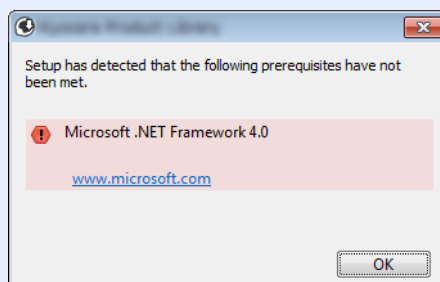 Setup has detected that the following prerequisites have not
been met.
Microsoft .NET Framework 4.0
www.microsoft.com
OK